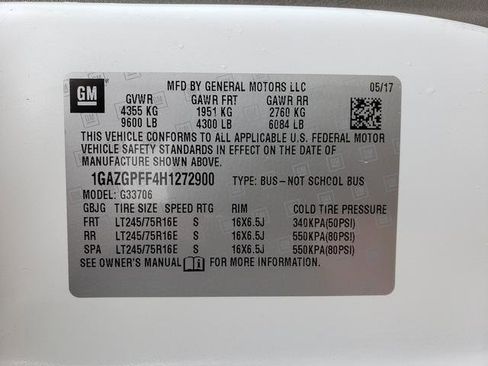 GM
MFD BY GENERAL MOTORS LLC 05/17
GVWR GAWR FRT GAWR RR
4355 KG 1951 KG 2760 KG
9600 LB 4300 LB 6084 LB
THIS VEHICLE CONFORMS TO ALL APPLICABLE U.S. FEDERAL MOTOR
VEHICLE SAFETY STANDARDS IN EFFECT ON THE DATE OF
MANUFACTURE SHOWN ABOVE.
1GAZGPFF4H1272900 TYPE: BUS–NOT SCHOOL BUS
MODEL: G33706
GBJG TIRE SIZE SPEED RTG RIM COLD TIRE PRESSURE
FRT LT245/75R16E S 16X6.5J 340KPA(50PSI)
RR LT245/75R16E S 16X6.5J 550KPA(80PSI)
SPA LT245/75R16E S 16X6.5J 550KPA(80PSI)
SEE OWNER'S MANUAL FOR MORE INFORMATION.